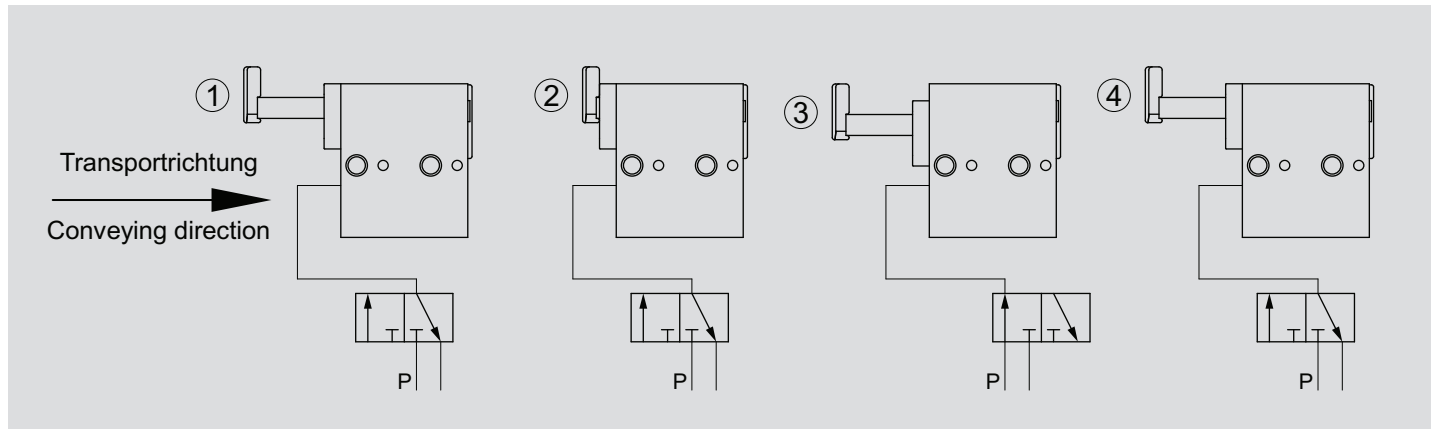 ①
②
③
④
Transportrichtung
Conveying direction
P
P
P
P